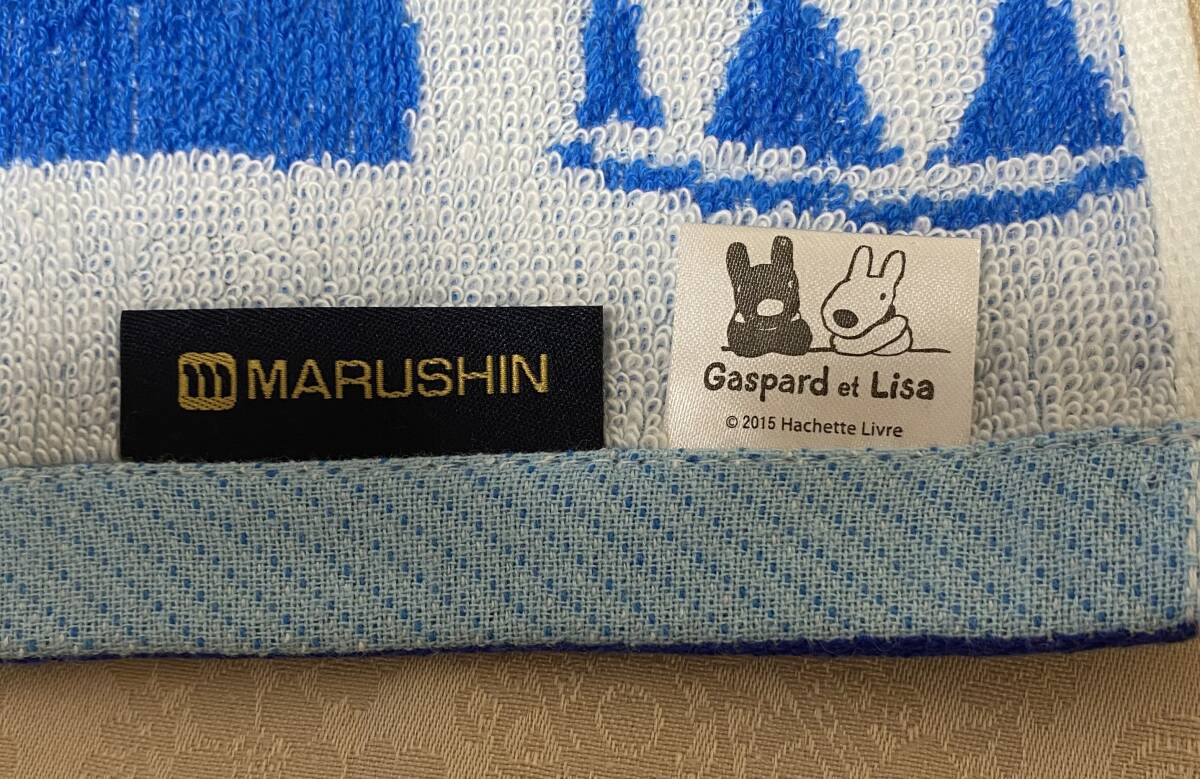 MARUSHIN
Gaspard et Lisa
© 2015 Hachette Livre